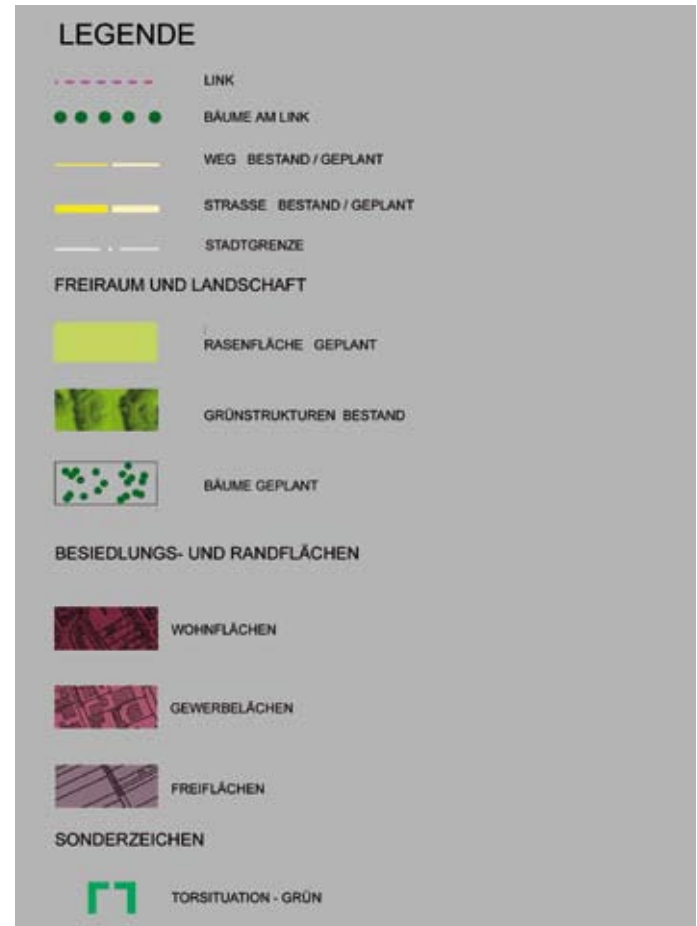 LEGENDE
LINK
BÄUME AM LINK
WEG BESTAND / GEPLANT
STRASSE BESTAND / GEPLANT
STADTGRENZE
FREIRAUM UND LANDSCHAFT
RASENFLÄCHE GEPLANT
GRÜNSTRUKTUREN BESTAND
BÄUME GEPLANT
BESIEDLUNGS- UND RANDFLÄCHEN
WOHNFLÄCHEN
GEWERBELÄCHEN
FREIFLÄCHEN
SONDERZEICHEN
TORSITUATION - GRÜN